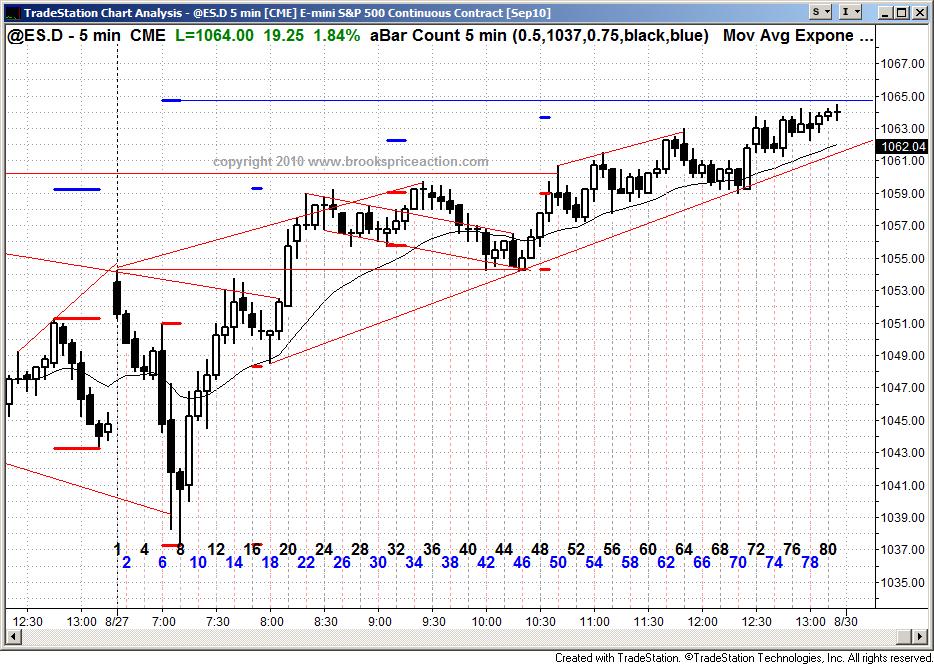 TradeStation Chart Analysis - @ES.D 5 min [CME] E-mini S&P 500 Continuous Contract [Sep10]
S
I
@ES.D - 5 min CME L=1064.00 19.25 1.84% aBar Count 5 min (0.5,1037,0.75,black,blue) Mov Avg Expone ...
1067.00
1065.00
1063.00
1062.04
1061.00
1059.00
1057.00
1055.00
1053.00
1051.00
1049.00
1047.00
1045.00
1043.00
1041.00
1039.00
1037.00
1035.00
copyright 2010 www.brookspriceaction.com
1 4 8 12 16 20 24 28 32 36 40 44 48 52 56 60 64 68 72 76 80
2 6 10 14 18 22 26 30 34 38 42 46 50 54 58 62 66 70 74 78
12:30 13:00 8/27 7:00 7:30 8:00 8:30 9:00 9:30 10:00 10:30 11:00 11:30 12:00 12:30 13:00 8/30
Created with TradeStation. ©TradeStation Technologies, Inc. All rights reserved.